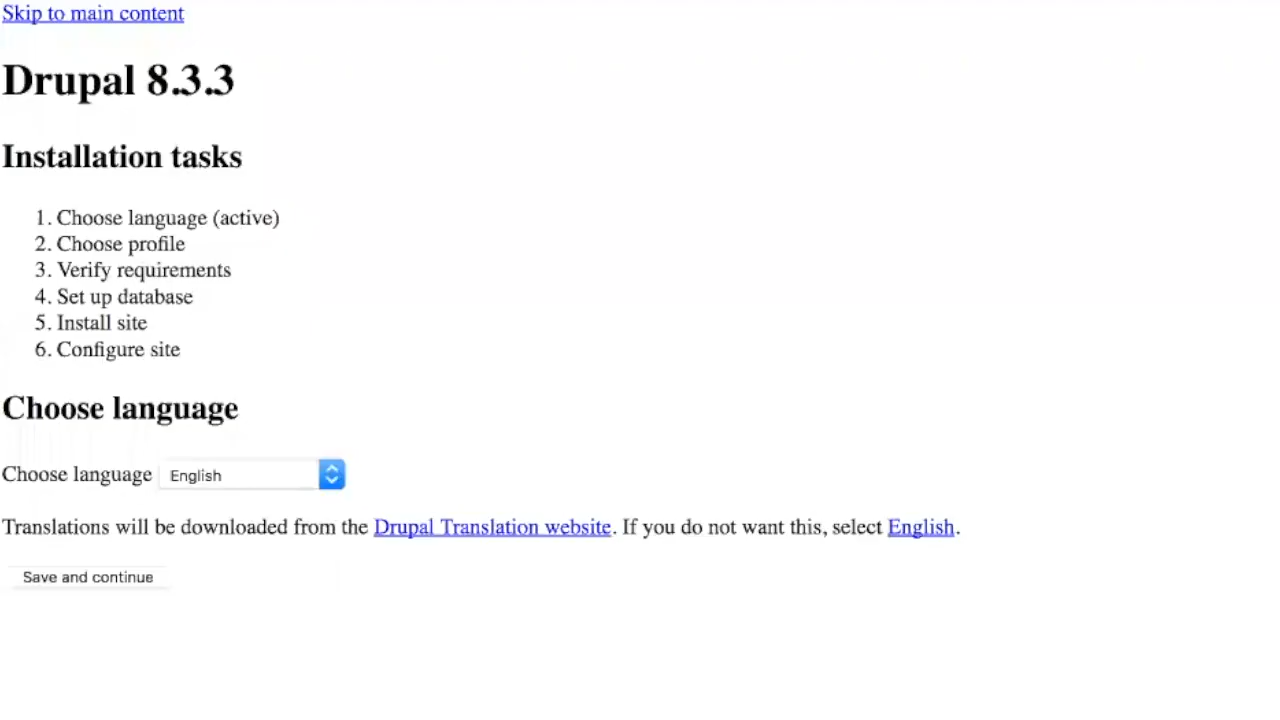 Skip to main content
Drupal 8.3.3
Installation tasks
1. Choose language (active)
2. Choose profile
3. Verify requirements
4. Set up database
5. Install site
6. Configure site
Choose language
Choose language English
Translations will be downloaded from the Drupal Translation website. If you do not want this, select English.
Save and continue